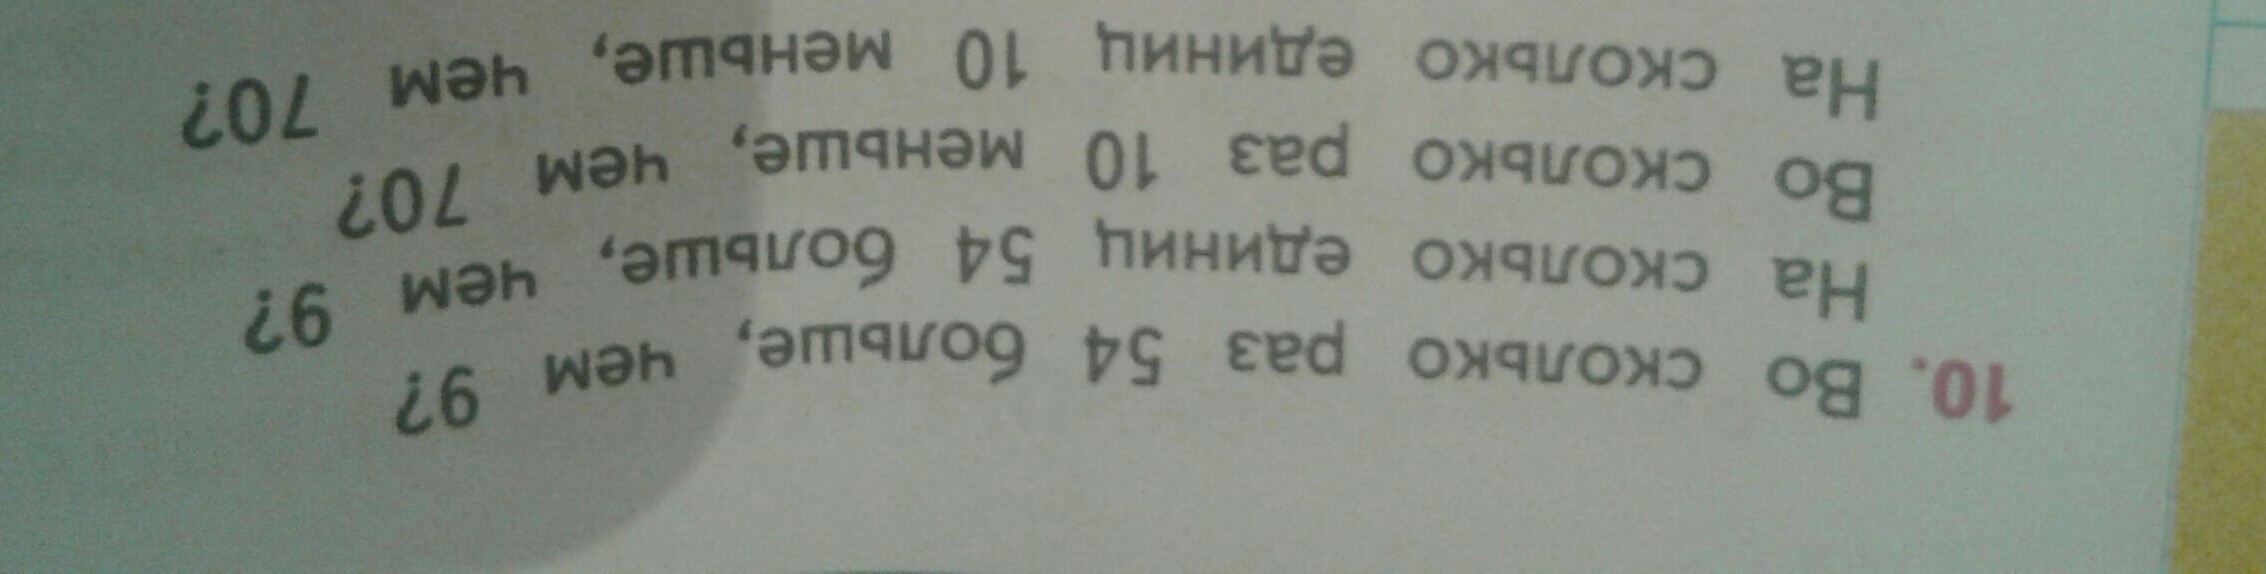 10. Во сколько раз 54 больше, чем 9?
На сколько единиц 54 больше, чем 9?
Во сколько раз 10 меньше, чем 70?
На сколько единиц 10 меньше, чем 70?